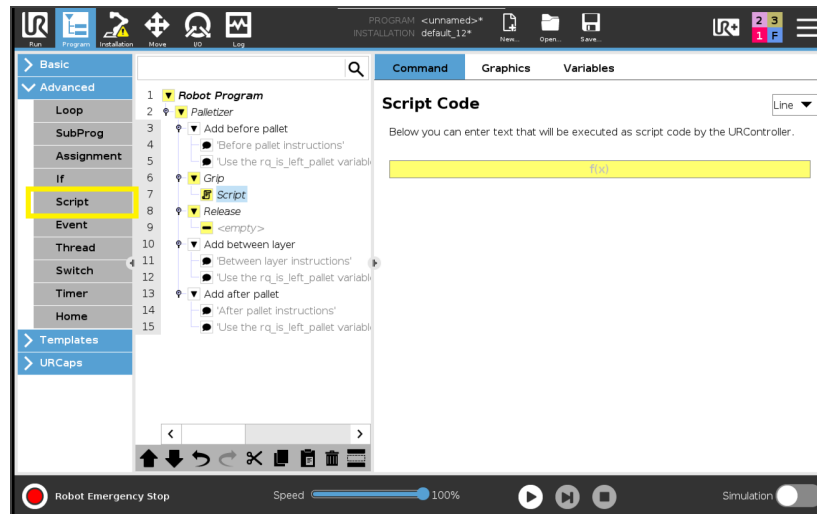 UR
Run
Program
Installation
Move
I/O
Log
PROGRAM <unnamed>*
INSTALLATION default_12*
New...
Open...
Save...
UR+
2 3
1 F
Basic
Advanced
Loop
SubProg
Assignment
If
Script
Event
Thread
Switch
Timer
Home
Templates
URCaps
1 Robot Program
2 Palletizer
3 Add before pallet
4 'Before pallet instructions'
5 'Use the rq_is_left_pallet variabl
6 Grip
7 Script
8 Release
9 <empty>
10 Add between layer
11 'Between layer instructions'
12 'Use the rq_is_left_pallet variabl
13 Add after pallet
14 'After pallet instructions'
15 'Use the rq_is_left_pallet variabl
Command Graphics Variables
Script Code
Line
Below you can enter text that will be executed as script code by the URController.
f(x)
Robot Emergency Stop
Speed
100%
Simulation